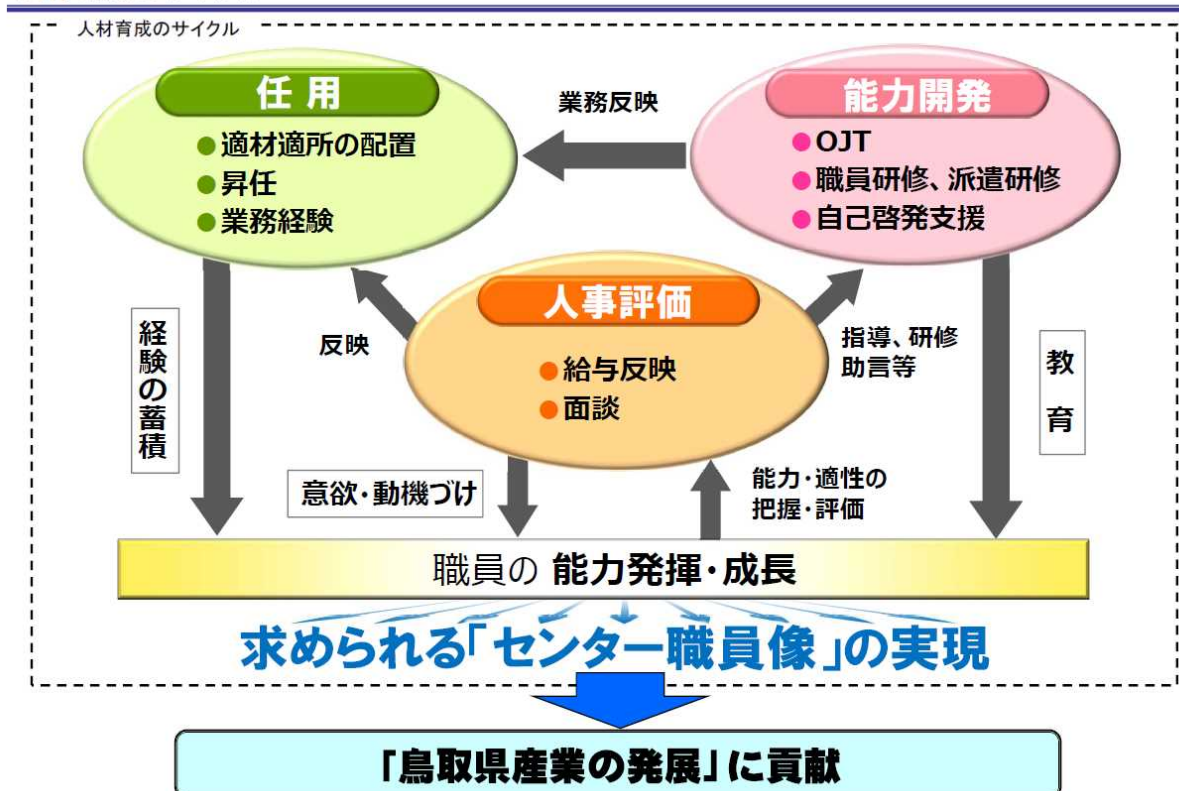 人材育成のサイクル
任 用
●適材適所の配置
●昇任
●業務経験
業務反映
能力開発
●OJT
●職員研修、派遣研修
●自己啓発支援
人事評価
●給与反映
●面談
反映
指導、研修
助言等
経験の蓄積
教育
意欲・動機づけ
能力・適性の
把握・評価
職員の 能力発揮・成長
求められる「センター職員像」の実現
「鳥取県産業の発展」に貢献